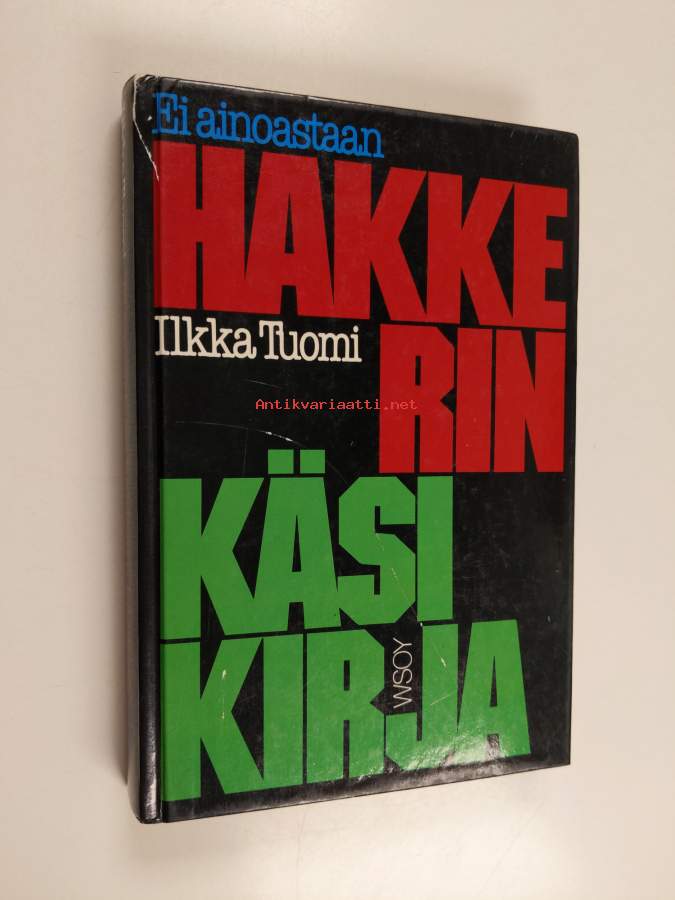 Ei ainoastaan
HAKKE
RIN
Ilkka Tuomi
Antikvariaatti.net
KÄSI
KIRJA
WSOY